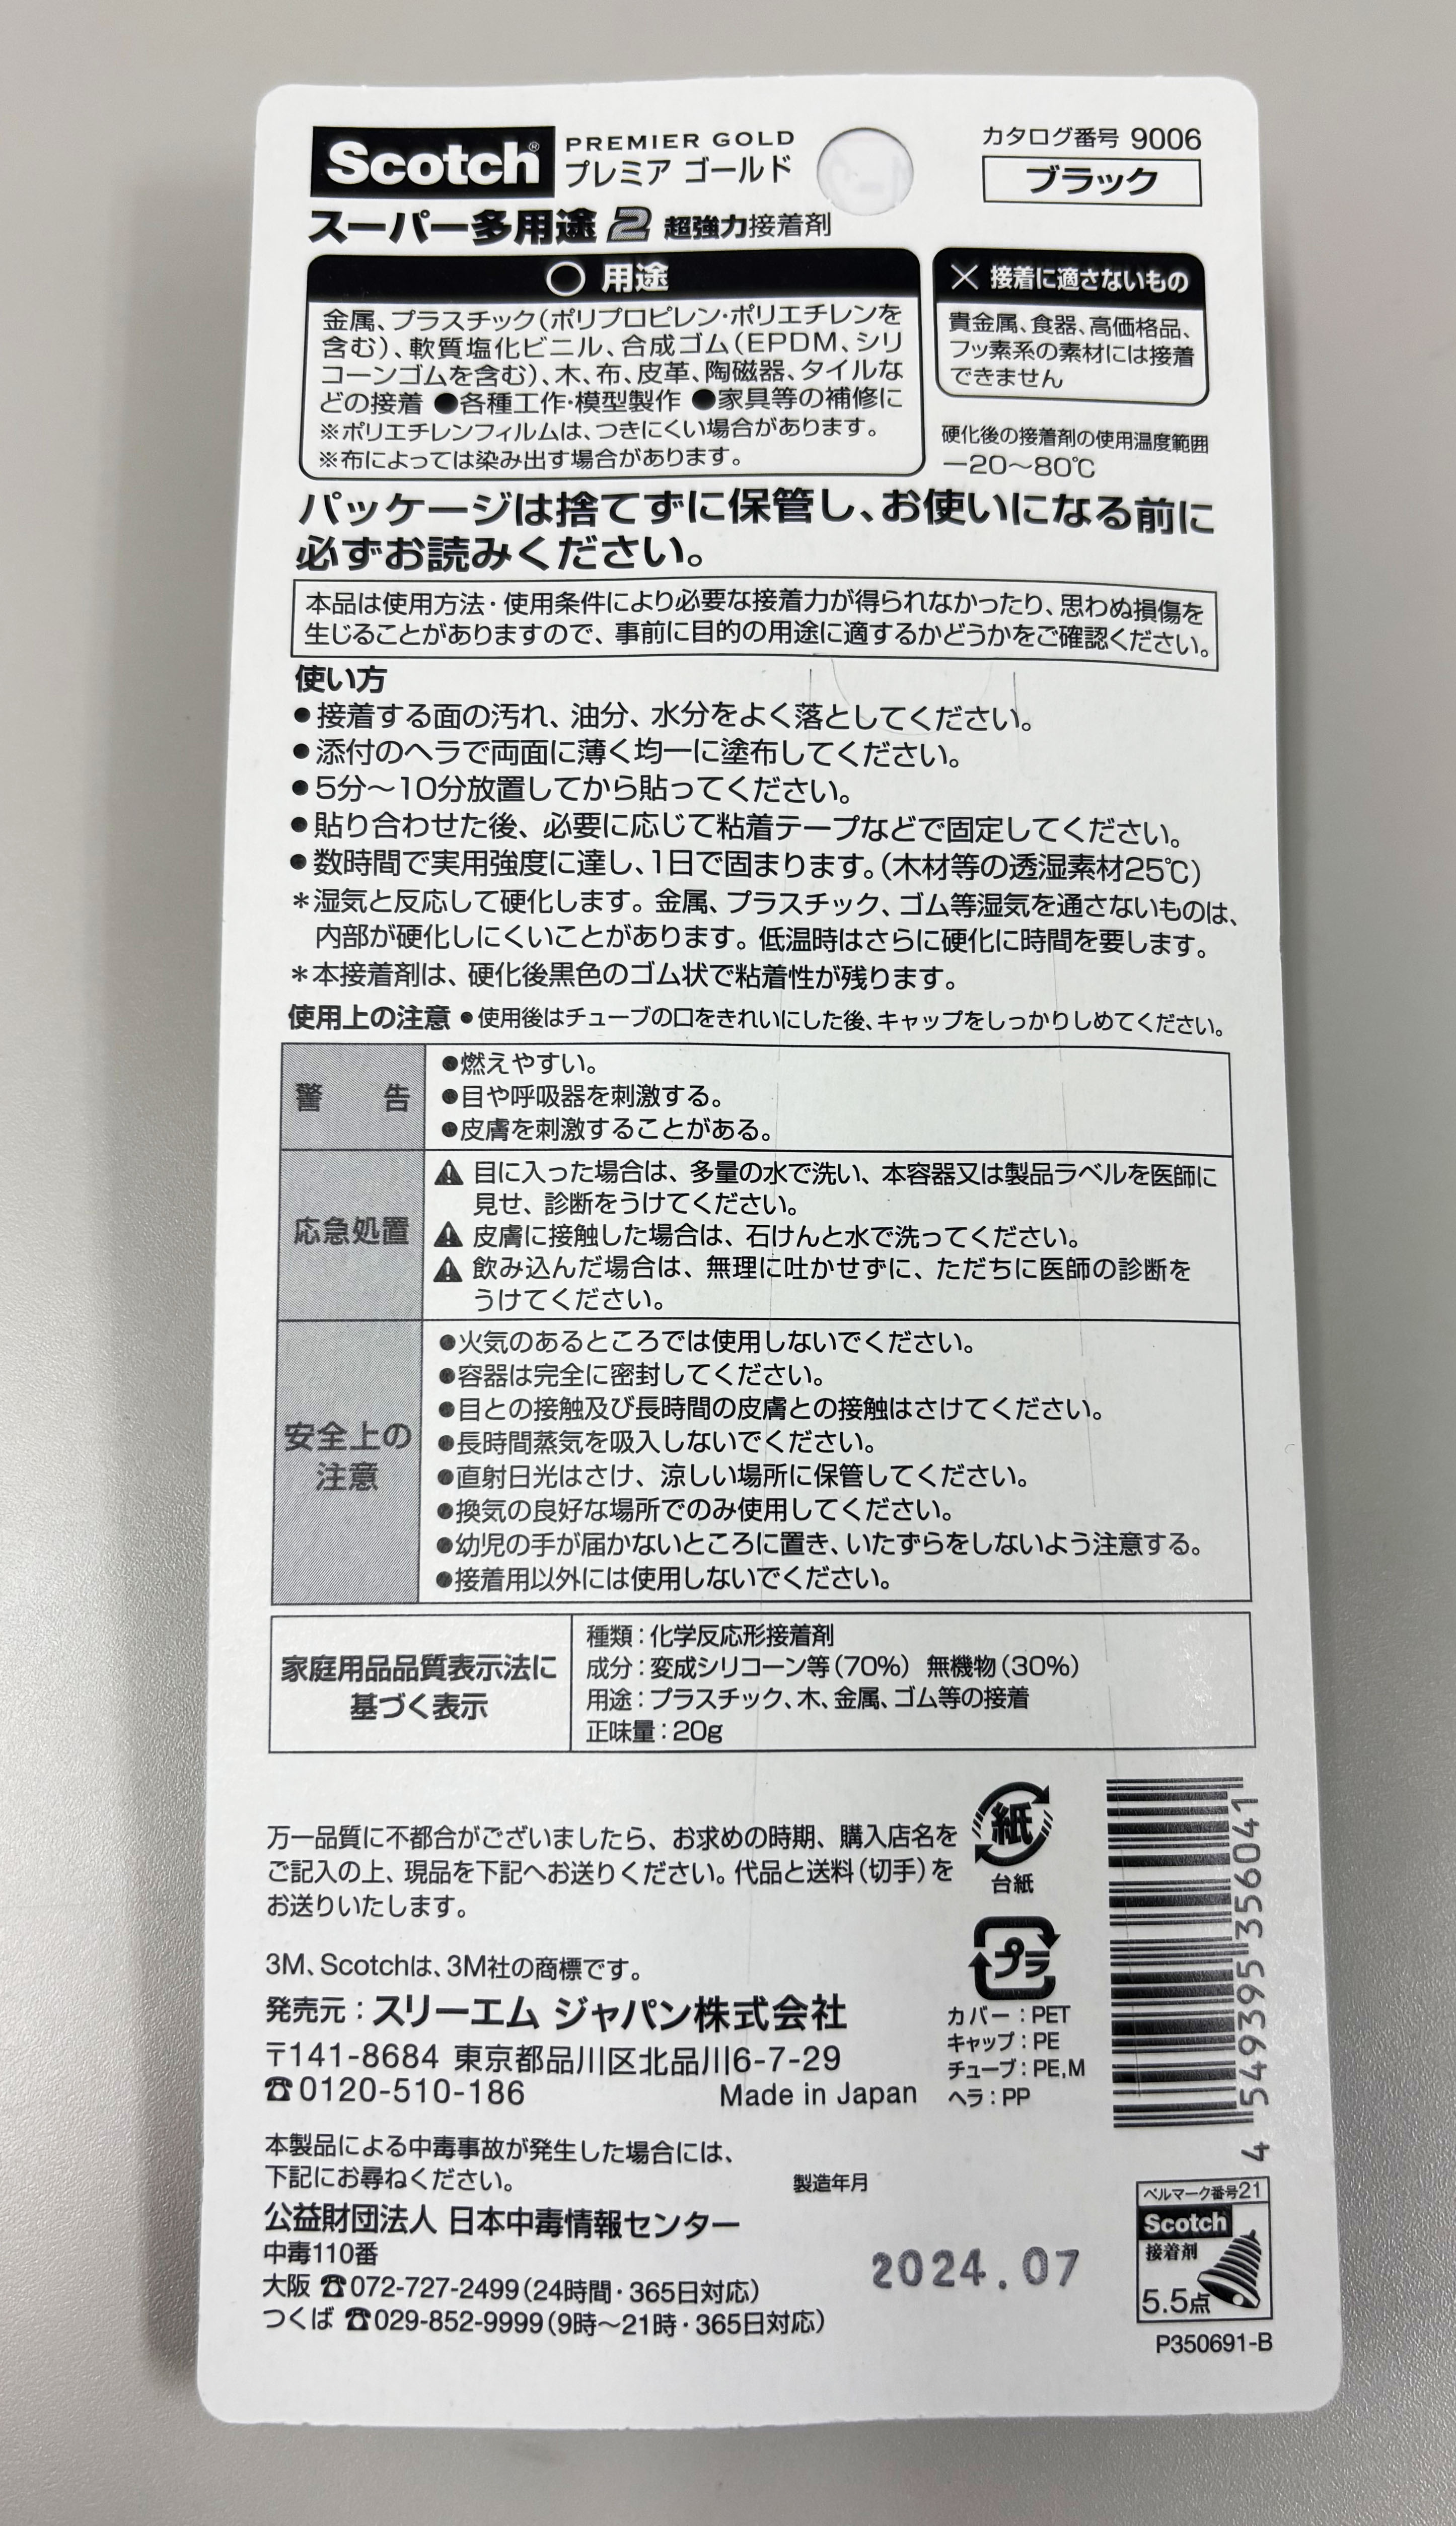 Scotch® PREMIER GOLD
プレミア ゴールド
カタログ番号 9006
ブラック
スーパー多用途 2 超強力接着剤
○ 用途
金属、プラスチック(ポリプロピレン・ポリエチレンを
含む)、軟質塩化ビニル、合成ゴム(EPDM、シリ
コーンゴムを含む)、木、布、皮革、陶磁器、タイルな
どの接着 ●各種工作・模型製作 ●家具等の補修に
※ポリエチレンフィルムは、つきにくい場合があります。
※布によっては染み出す場合があります。
× 接着に適さないもの
貴金属、食器、高価格品、
フッ素系の素材には接着
できません
硬化後の接着剤の使用温度範囲
−20〜80℃
パッケージは捨てずに保管し、お使いになる前に
必ずお読みください。
本品は使用方法・使用条件により必要な接着力が得られなかったり、思わぬ損傷を
生じることがありますので、事前に目的の用途に適するかどうかをご確認ください。
使い方
●接着する面の汚れ、油分、水分をよく落としてください。
●添付のヘラで両面に薄く均一に塗布してください。
●5分〜10分放置してから貼ってください。
●貼り合わせた後、必要に応じて粘着テープなどで固定してください。
●数時間で実用強度に達し、1日で固まります。(木材等の透湿素材25℃)
*湿気と反応して硬化します。金属、プラスチック、ゴム等湿気を通さないものは、
内部が硬化しにくいことがあります。低温時はさらに硬化に時間を要します。
*本接着剤は、硬化後黒色のゴム状で粘着性が残ります。
使用上の注意 ●使用後はチューブの口をきれいにした後、キャップをしっかりしめてください。
警 告
●燃えやすい。
●目や呼吸器を刺激する。
●皮膚を刺激することがある。
応急処置
⚠ 目に入った場合は、多量の水で洗い、本容器又は製品ラベルを医師に
見せ、診断をうけてください。
⚠ 皮膚に接触した場合は、石けんと水で洗ってください。
⚠ 飲み込んだ場合は、無理に吐かせずに、ただちに医師の診断を
うけてください。
安全上の
注意
●火気のあるところでは使用しないでください。
●容器は完全に密封してください。
●目との接触及び長時間の皮膚との接触はさけてください。
●長時間蒸気を吸入しないでください。
●直射日光はさけ、涼しい場所に保管してください。
●換気の良好な場所でのみ使用してください。
●幼児の手が届かないところに置き、いたずらをしないよう注意する。
●接着用以外には使用しないでください。
家庭用品品質表示法に
基づく表示
種類:化学反応形接着剤
成分:変成シリコーン等(70%) 無機物(30%)
用途:プラスチック、木、金属、ゴム等の接着
正味量:20g
万一品質に不都合がございましたら、お求めの時期、購入店名を
ご記入の上、現品を下記へお送りください。代品と送料(切手)を
お送りいたします。
紙
台紙
プラ
カバー:PET
キャップ:PE
チューブ:PE,M
ヘラ:PP
4 549395 356041
3M、Scotchは、3M社の商標です。
発売元:スリーエム ジャパン株式会社
〒141-8684 東京都品川区北品川6-7-29
☎0120-510-186 Made in Japan
本製品による中毒事故が発生した場合には、
下記にお尋ねください。
公益財団法人 日本中毒情報センター
中毒110番
大阪 ☎072-727-2499(24時間・365日対応)
つくば ☎029-852-9999(9時〜21時・365日対応)
製造年月
2024.07
ベルマーク番号21
Scotch
接着剤
5.5点
P350691-B